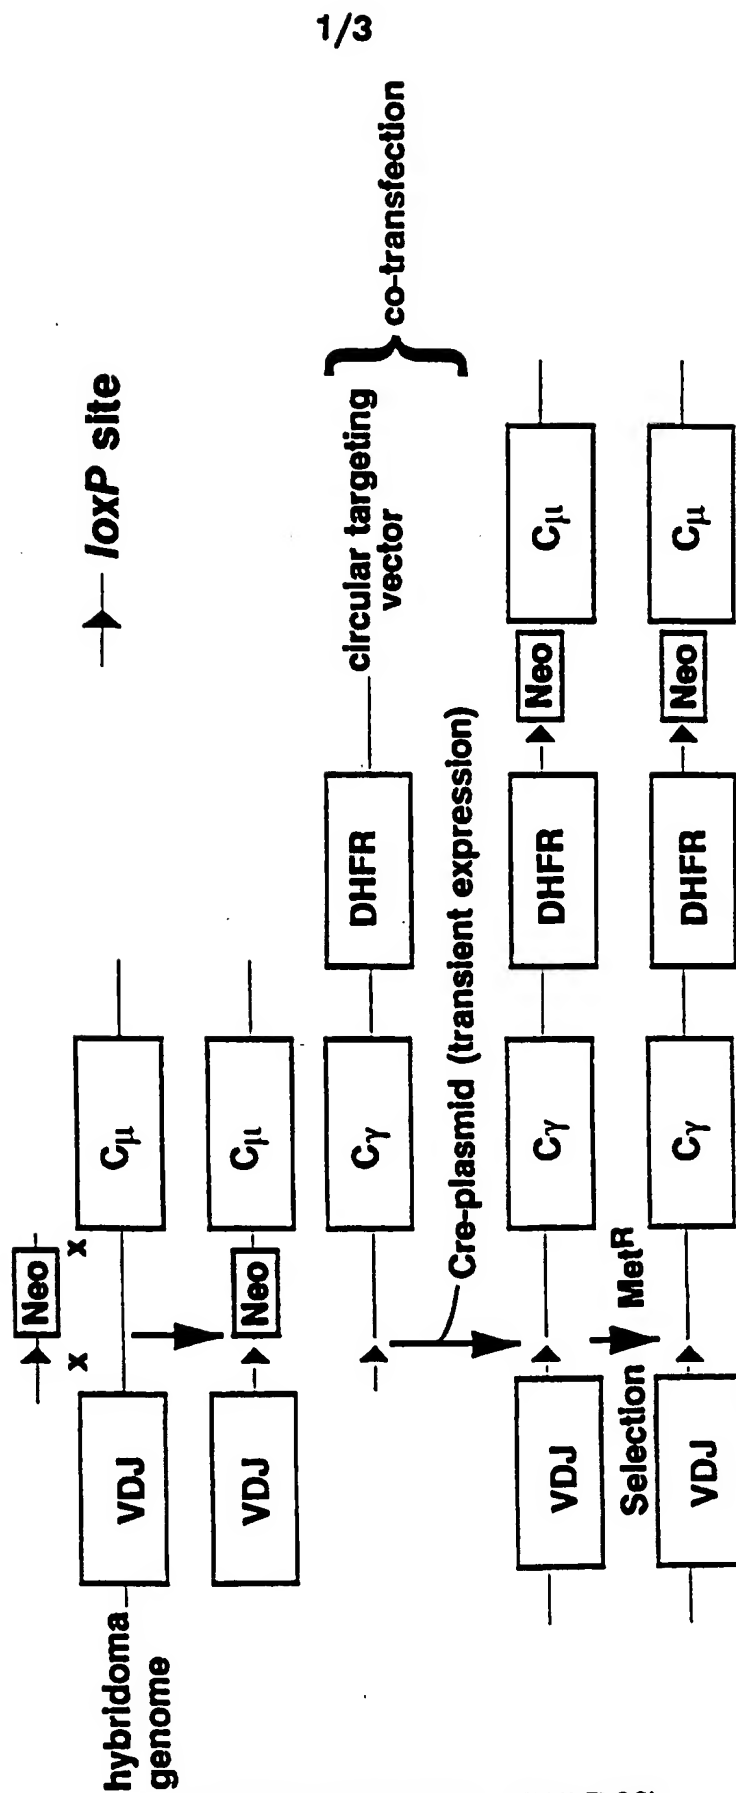 1/3
loxP site
Neo
x x
hybridoma
genome
VDJ
Cμ
VDJ
Neo
Cμ
Cγ
DHFR
circular targeting
vector
co-transfection
Cre-plasmid (transient expression)
VDJ
Cγ
DHFR
Neo
Cμ
Selection MetR
VDJ
Cγ
DHFR
Neo
Cμ